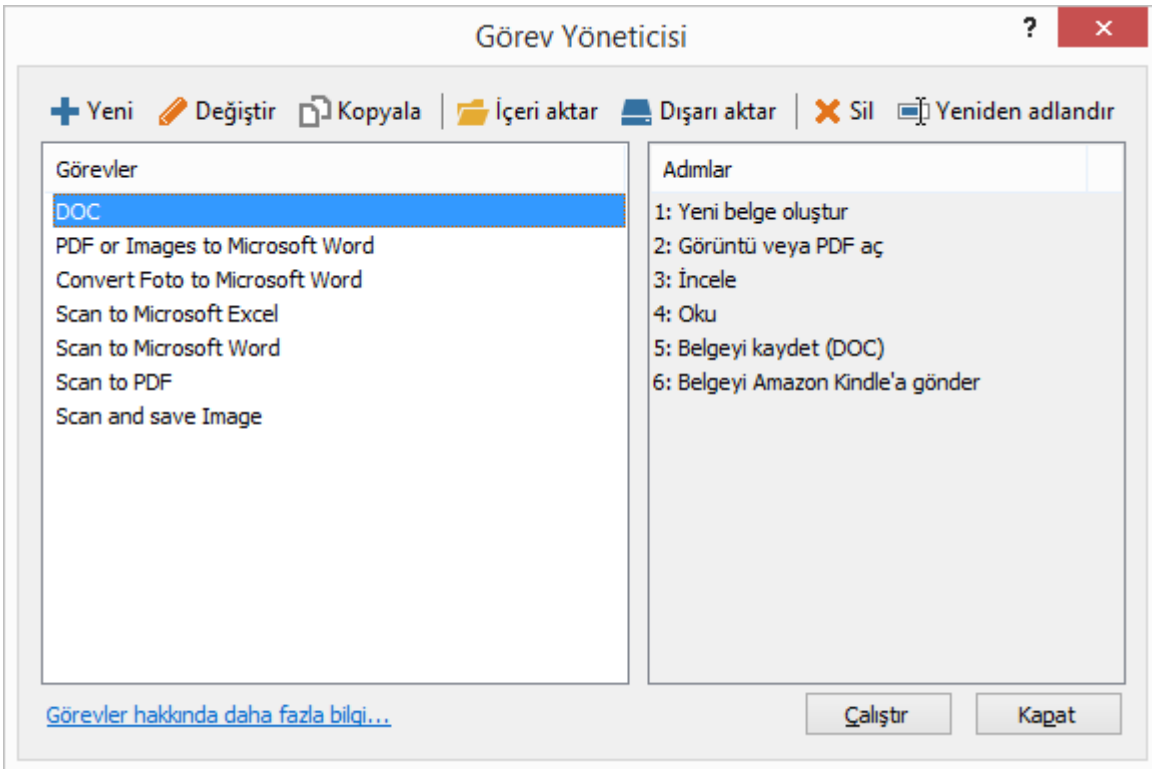 Görev Yöneticisi
?
Yeni Değiştir Kopyala İçeri aktar Dışarı aktar Sil Yeniden adlandır
Görevler
DOC
PDF or Images to Microsoft Word
Convert Foto to Microsoft Word
Scan to Microsoft Excel
Scan to Microsoft Word
Scan to PDF
Scan and save Image
Adımlar
1: Yeni belge oluştur
2: Görüntü veya PDF aç
3: İncele
4: Oku
5: Belgeyi kaydet (DOC)
6: Belgeyi Amazon Kindle'a gönder
Görevler hakkında daha fazla bilgi...
Çalıştır Kapat